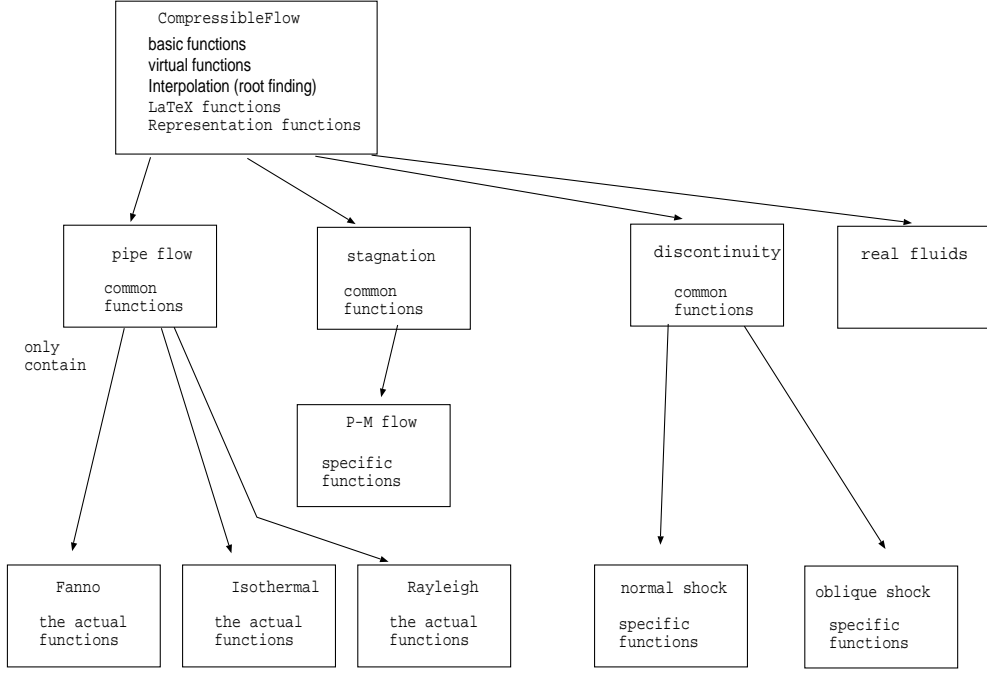 CompressibleFlow
basic functions
virtual functions
Interpolation (root finding)
LaTeX functions
Representation functions
pipe flow
common
functions
stagnation
common
functions
discontinuity
common
functions
real fluids
only
contain
P-M flow
specific
functions
Fanno
the actual
functions
Isothermal
the actual
functions
Rayleigh
the actual
functions
normal shock
specific
functions
oblique shock
specific
functions